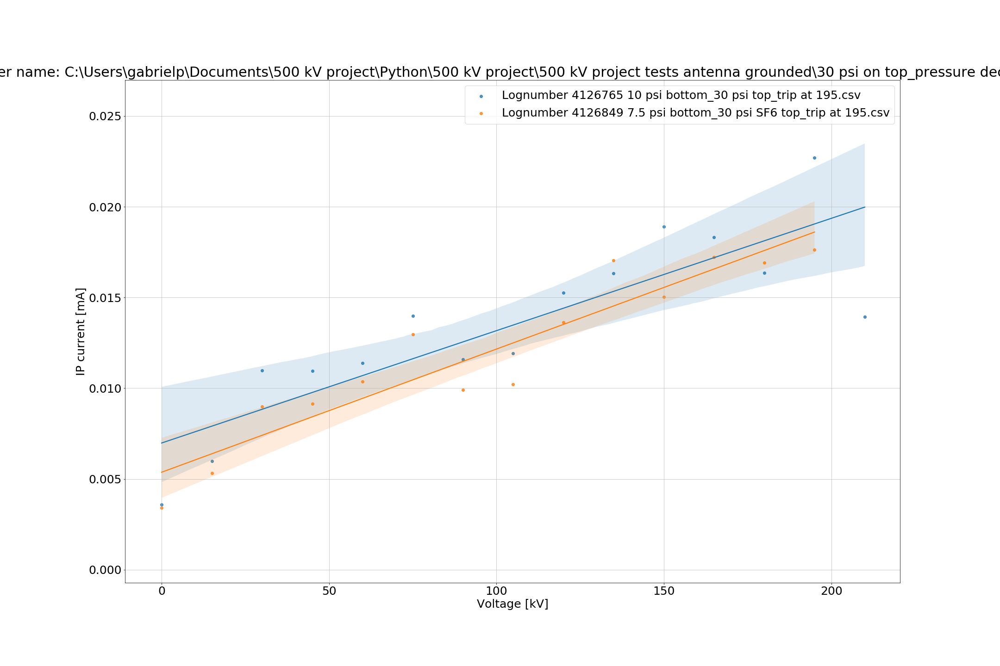 er name: C:\Users\gabrielp\Documents\500 kV project\Python\500 kV project\500 kV project tests antenna grounded\30 psi on top_pressure
Lognumber 4126765 10 psi bottom_30 psi top_trip at 195.csv
Lognumber 4126849 7.5 psi bottom_30 psi SF6 top_trip at 195.csv
0.025
0.020
0.015
0.010
0.005
0.000
IP current [mA]
0 50 100 150 200
Voltage [kV]